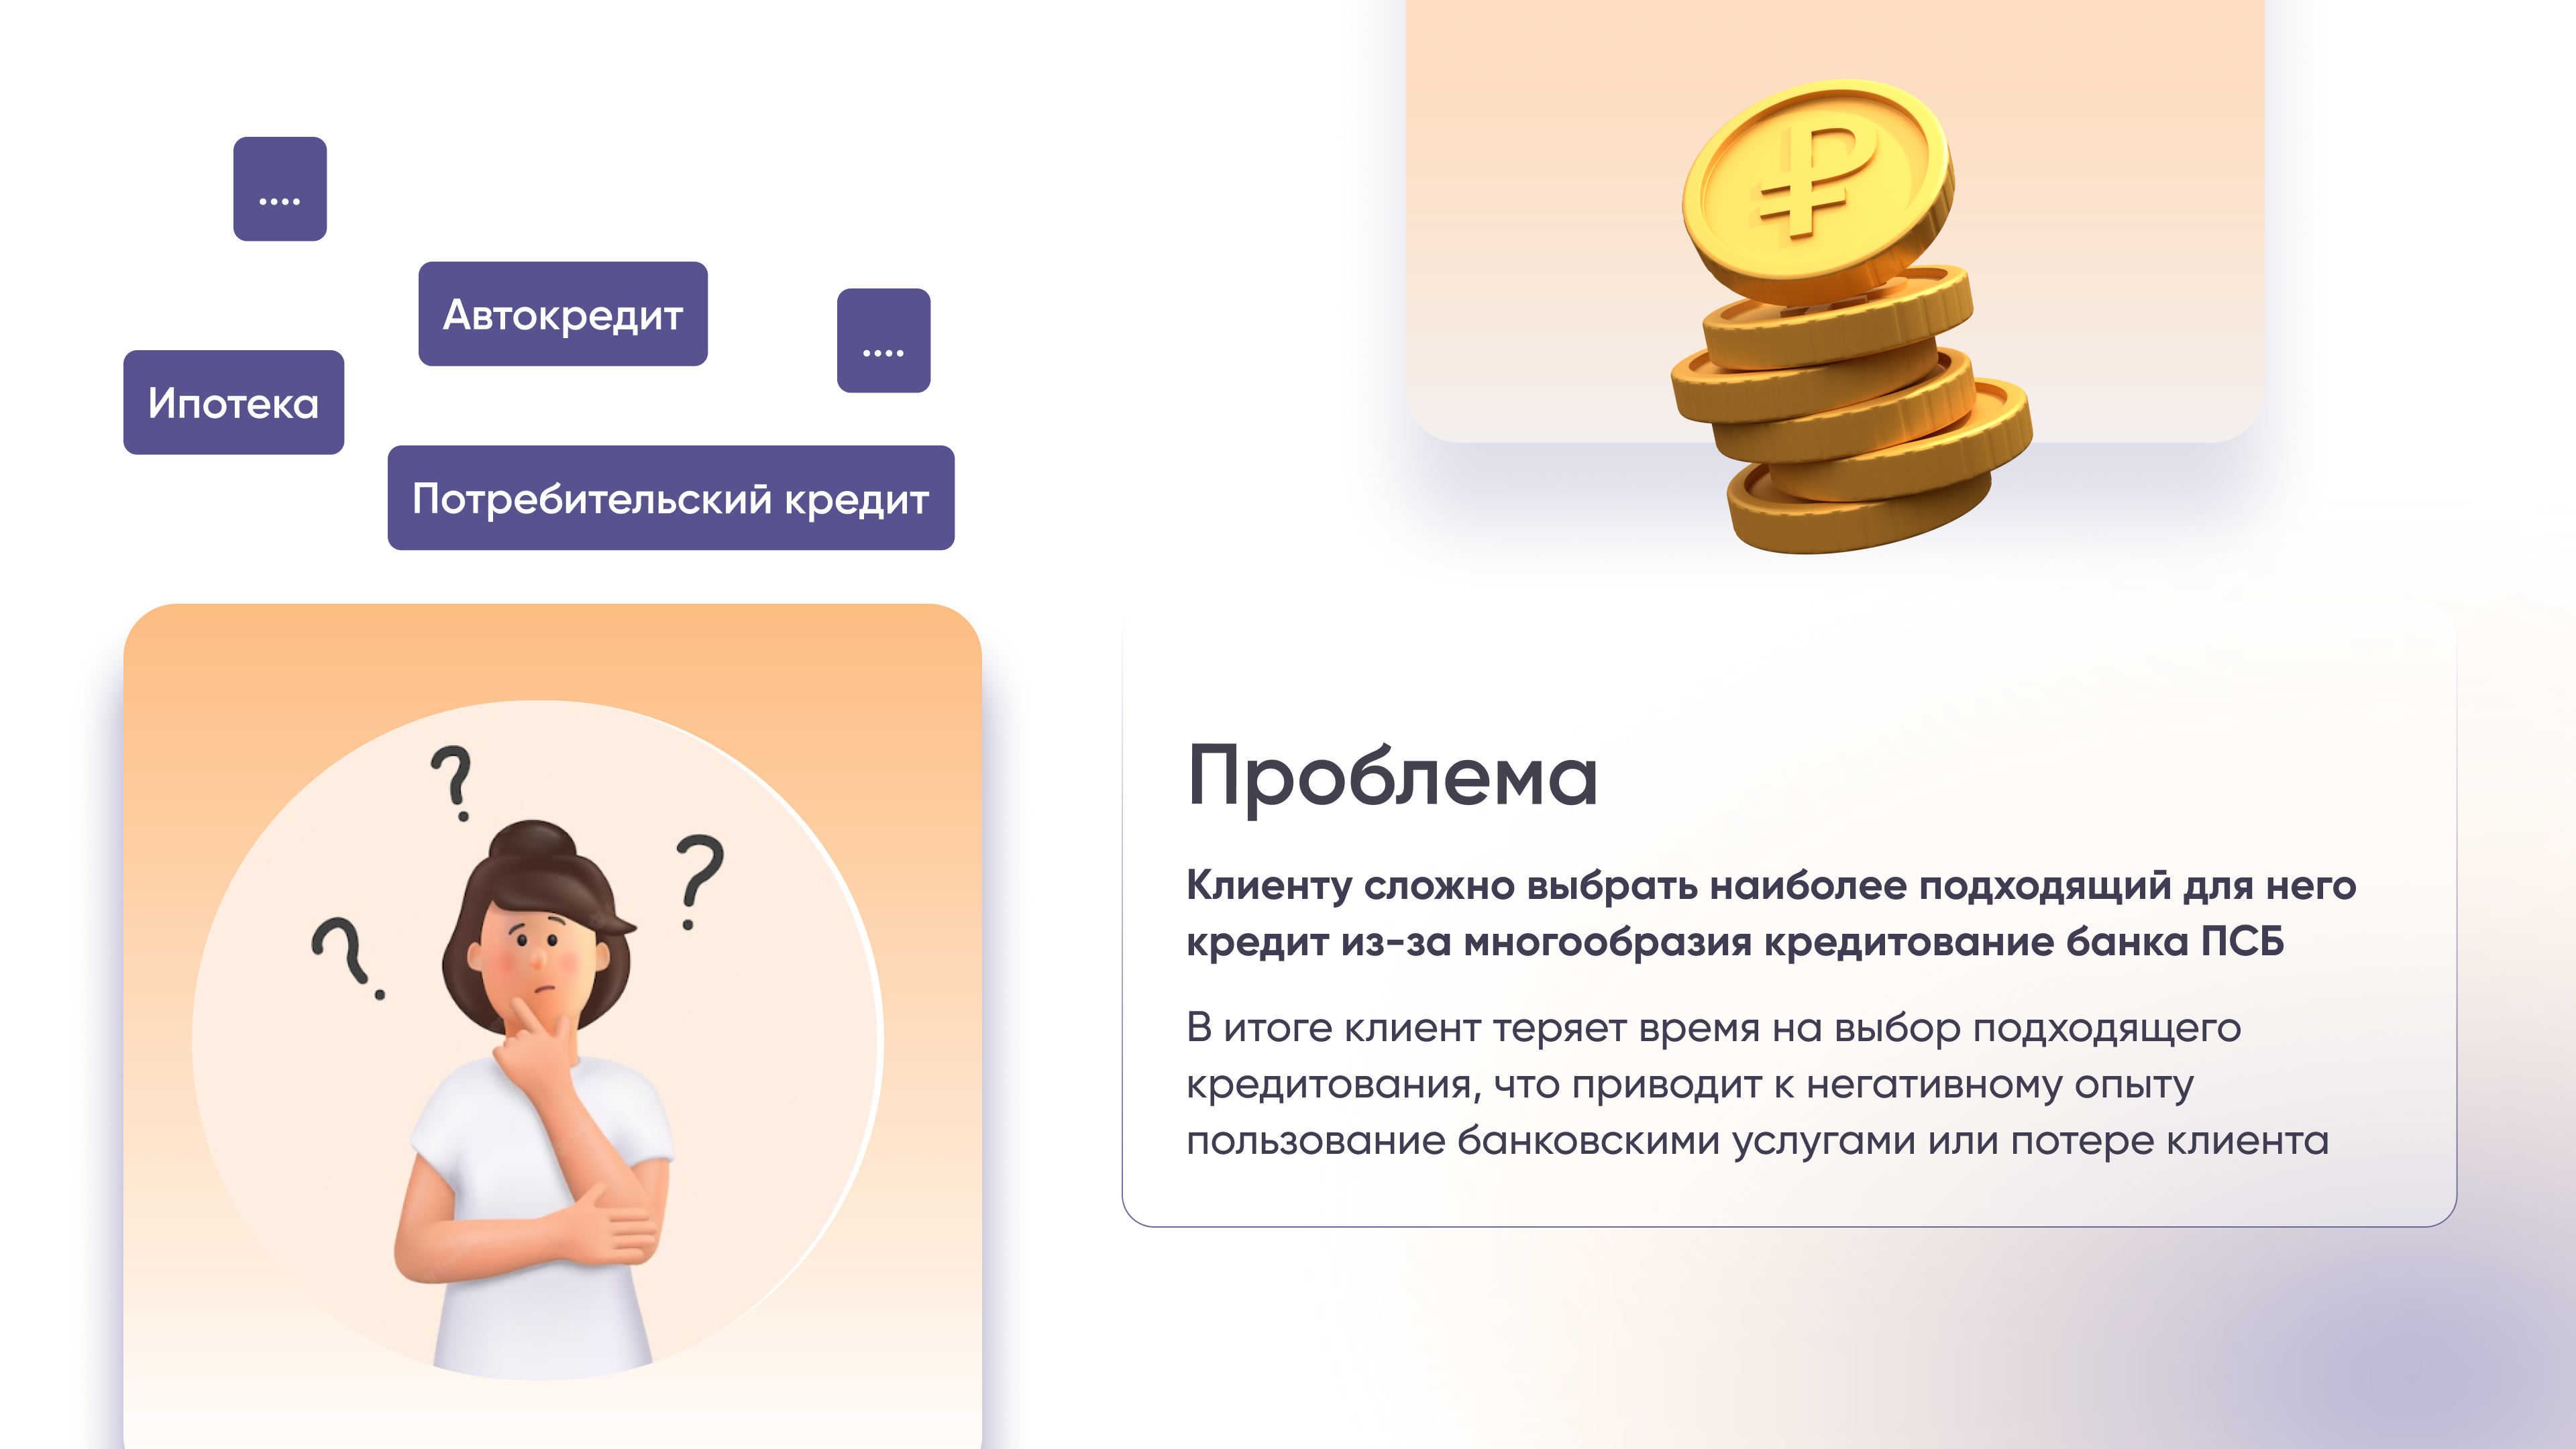 ....
Автокредит
....
Ипотека
Потребительский кредит
₽
? ? ?
Проблема
Клиенту сложно выбрать наиболее подходящий для него
кредит из-за многообразия кредитование банка ПСБ
В итоге клиент теряет время на выбор подходящего
кредитования, что приводит к негативному опыту
пользование банковскими услугами или потере клиента